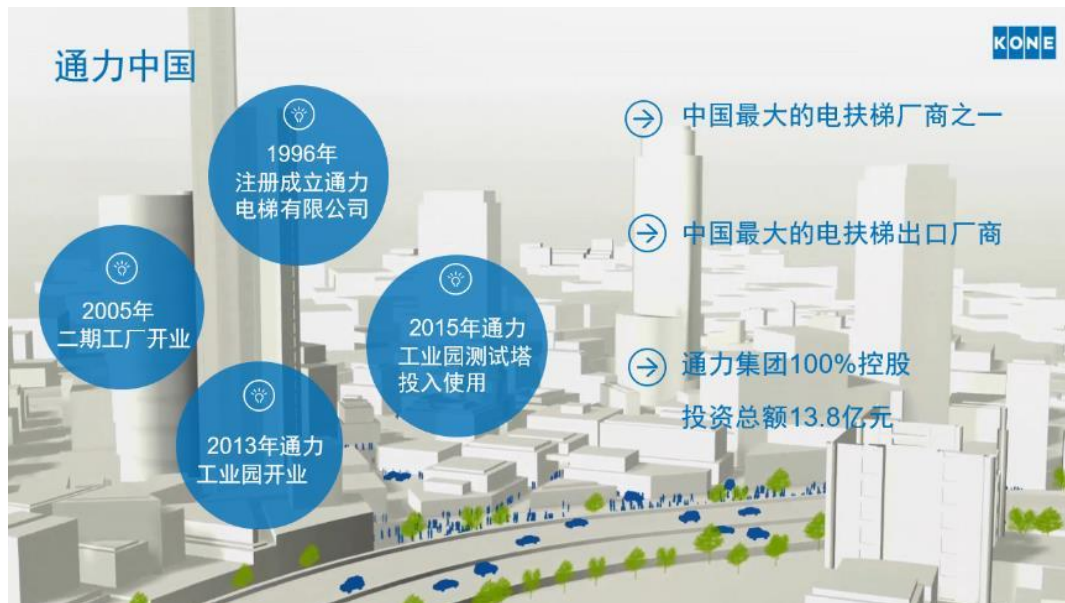 通力中国
KONE
1996年
注册成立通力
电梯有限公司
2005年
二期工厂开业
2015年通力
工业园测试塔
投入使用
2013年通力
工业园开业
中国最大的电扶梯厂商之一
中国最大的电扶梯出口厂商
通力集团100%控股
投资总额13.8亿元